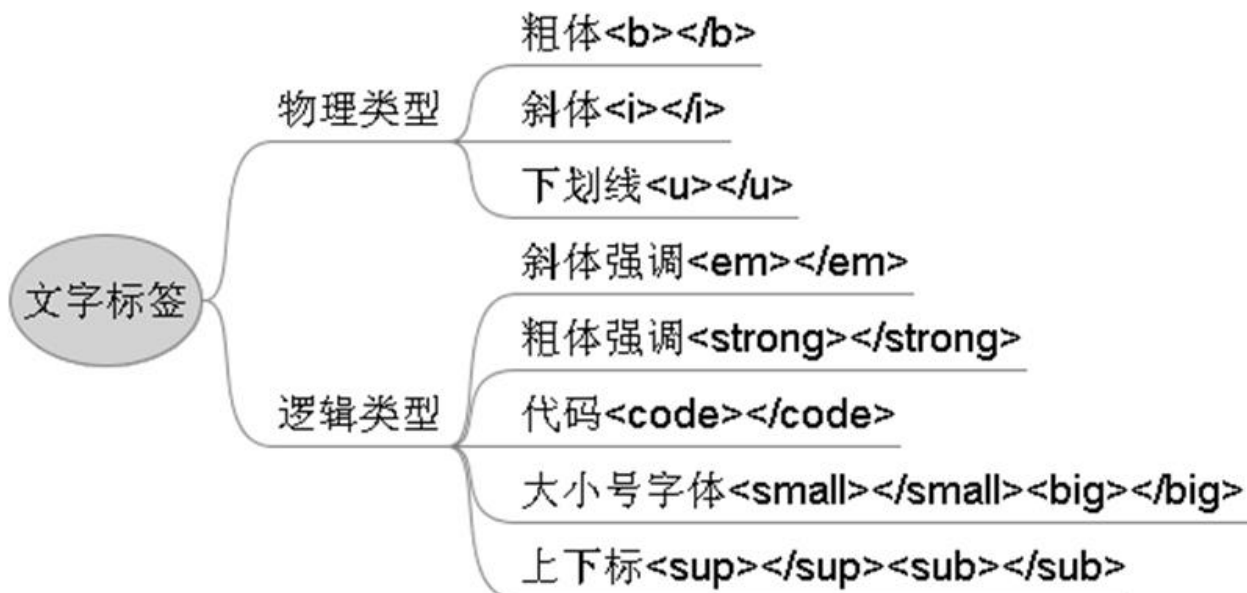 文字标签
物理类型
粗体<b></b>
斜体<i></i>
下划线<u></u>
逻辑类型
斜体强调<em></em>
粗体强调<strong></strong>
代码<code></code>
大小号字体<small></small><big></big>
上下标<sup></sup><sub></sub>